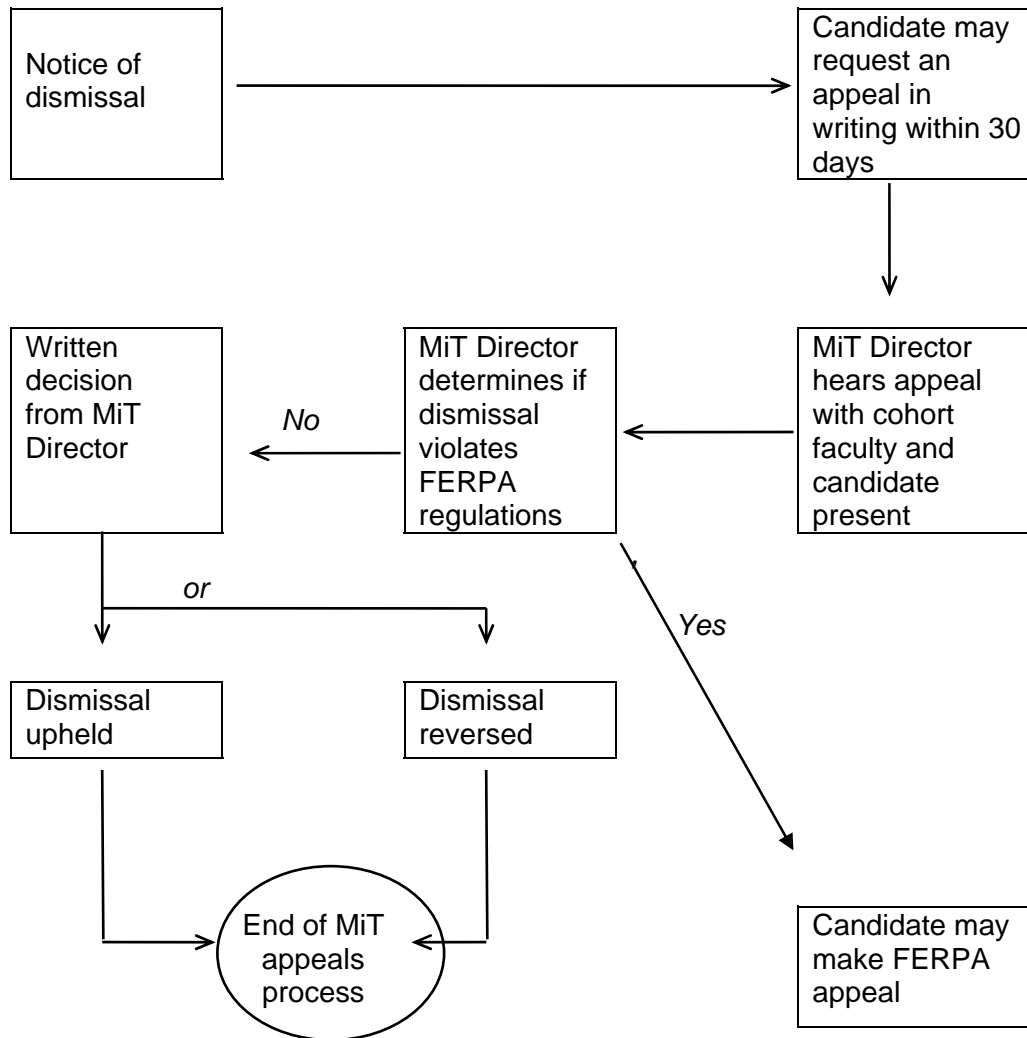 Notice of
dismissal
Candidate may
request an
appeal in
writing within 30
days
Written
decision
from MiT
Director
No
MiT Director
determines if
dismissal
violates
FERPA
regulations
MiT Director
hears appeal
with cohort
faculty and
candidate
present
or
Yes
Dismissal
upheld
Dismissal
reversed
End of MiT
appeals
process
Candidate may
make FERPA
appeal